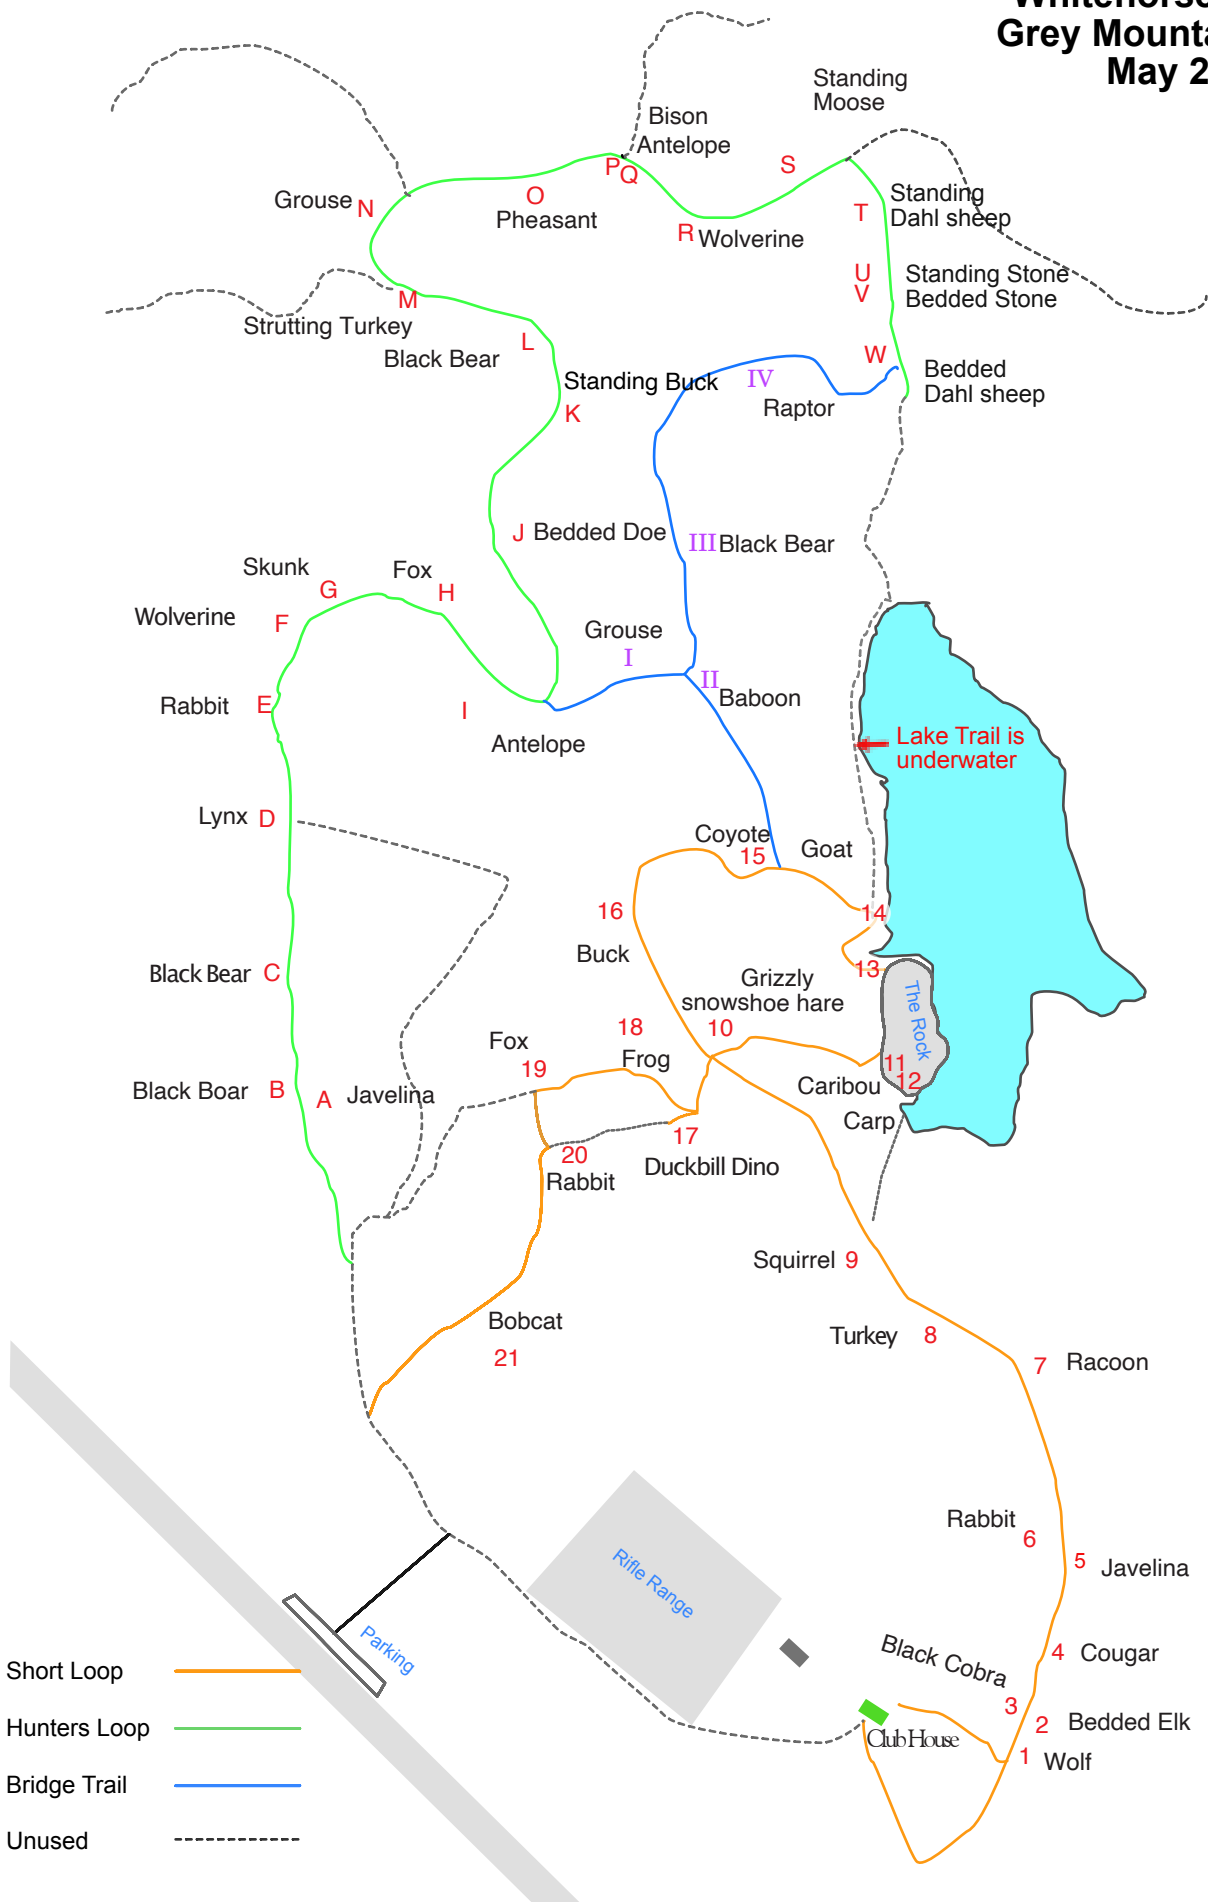 Grey Mounta
May 2
Standing
Moose
Bison
Antelope
P
Q
S
Grouse N
O
Pheasant
R Wolverine
T
Standing
Dahl sheep
U
V
Standing Stone
Bedded Stone
M
Strutting Turkey
L
Black Bear
W
Bedded
Dahl sheep
Standing Buck
K
IV
Raptor
J Bedded Doe
III Black Bear
Skunk
G
Fox
H
Wolverine F
Grouse
I
II
Baboon
Rabbit E
I
Antelope
Lake Trail is
underwater
Lynx D
Coyote
15
Goat
14
16
Buck
13
Black Bear C
Grizzly
snowshoe hare
10
The Rock
18
Frog
Fox
19
11
12
Caribou
Carp
Black Boar B
A Javelina
17
Duckbill Dino
20
Rabbit
Squirrel 9
Turkey 8
7 Racoon
Bobcat
21
Rabbit
6
5 Javelina
Rifle Range
Parking
Black Cobra
3
4 Cougar
2 Bedded Elk
1 Wolf
Club House
Short Loop
Hunters Loop
Bridge Trail
Unused